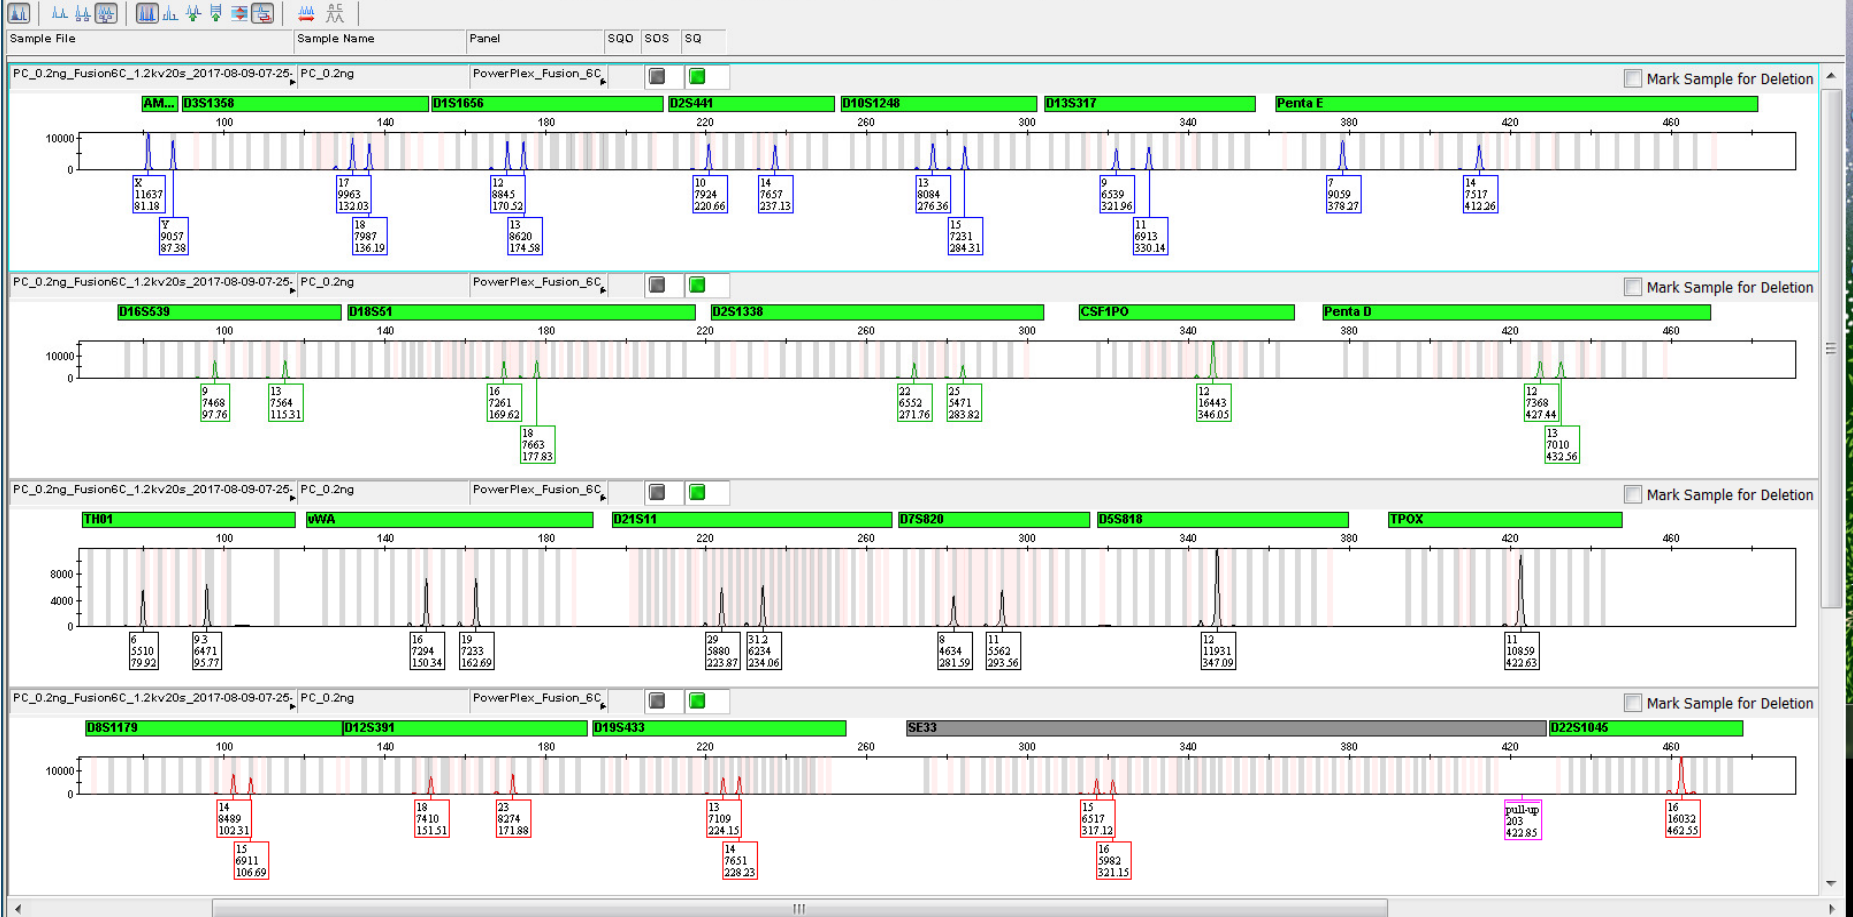 Sample File Sample Name Panel SQO SOS SQ
PC_0.2ng_Fusion6C_1.2kv20s_2017-08-09-07-25- PC_0.2ng PowerPlex_Fusion_6C Mark Sample for Deletion
AM... D3S1358 D1S1656 D2S441 D10S1248 D13S317 Penta E
100 140 180 220 260 300 340 380 420 460
10000
0
X 17 12 10 14 13 9 7 14
11637 9963 8845 7924 7657 8084 6539 9059 7517
81.18 132.03 170.52 220.66 237.13 276.36 321.96 378.27 412.26
Y 18 13 15 11
9057 7987 8620 7231 6913
87.38 136.19 174.58 284.31 330.14
PC_0.2ng_Fusion6C_1.2kv20s_2017-08-09-07-25- PC_0.2ng PowerPlex_Fusion_6C Mark Sample for Deletion
D16S539 D18S51 D2S1338 CSF1PO Penta D
100 140 180 220 260 300 340 380 420 460
10000
0
9 13 16 22 25 12 12
7468 7564 7261 6552 5471 16443 7368
97.76 115.31 169.62 271.76 283.82 346.05 427.44
18 13
7663 7010
177.83 432.56
PC_0.2ng_Fusion6C_1.2kv20s_2017-08-09-07-25- PC_0.2ng PowerPlex_Fusion_6C Mark Sample for Deletion
TH01 vWA D21S11 D7S820 D5S818 TPOX
100 140 180 220 260 300 340 380 420 460
8000
4000
0
6 9.3 16 19 29 31.2 8 11 12 11
5510 6471 7294 7233 5880 6234 4634 5562 11931 10859
79.92 95.77 150.34 162.69 223.87 234.06 281.59 293.56 347.09 422.63
PC_0.2ng_Fusion6C_1.2kv20s_2017-08-09-07-25- PC_0.2ng PowerPlex_Fusion_6C Mark Sample for Deletion
D8S1179 D12S391 D19S433 SE33 D22S1045
100 140 180 220 260 300 340 380 420 460
10000
0
14 18 23 13 15 pull-up 16
8489 7410 8274 7109 6517 203 16032
102.31 151.51 171.88 224.15 317.12 422.85 462.55
15 14 16
6911 7651 5982
106.69 228.23 321.15